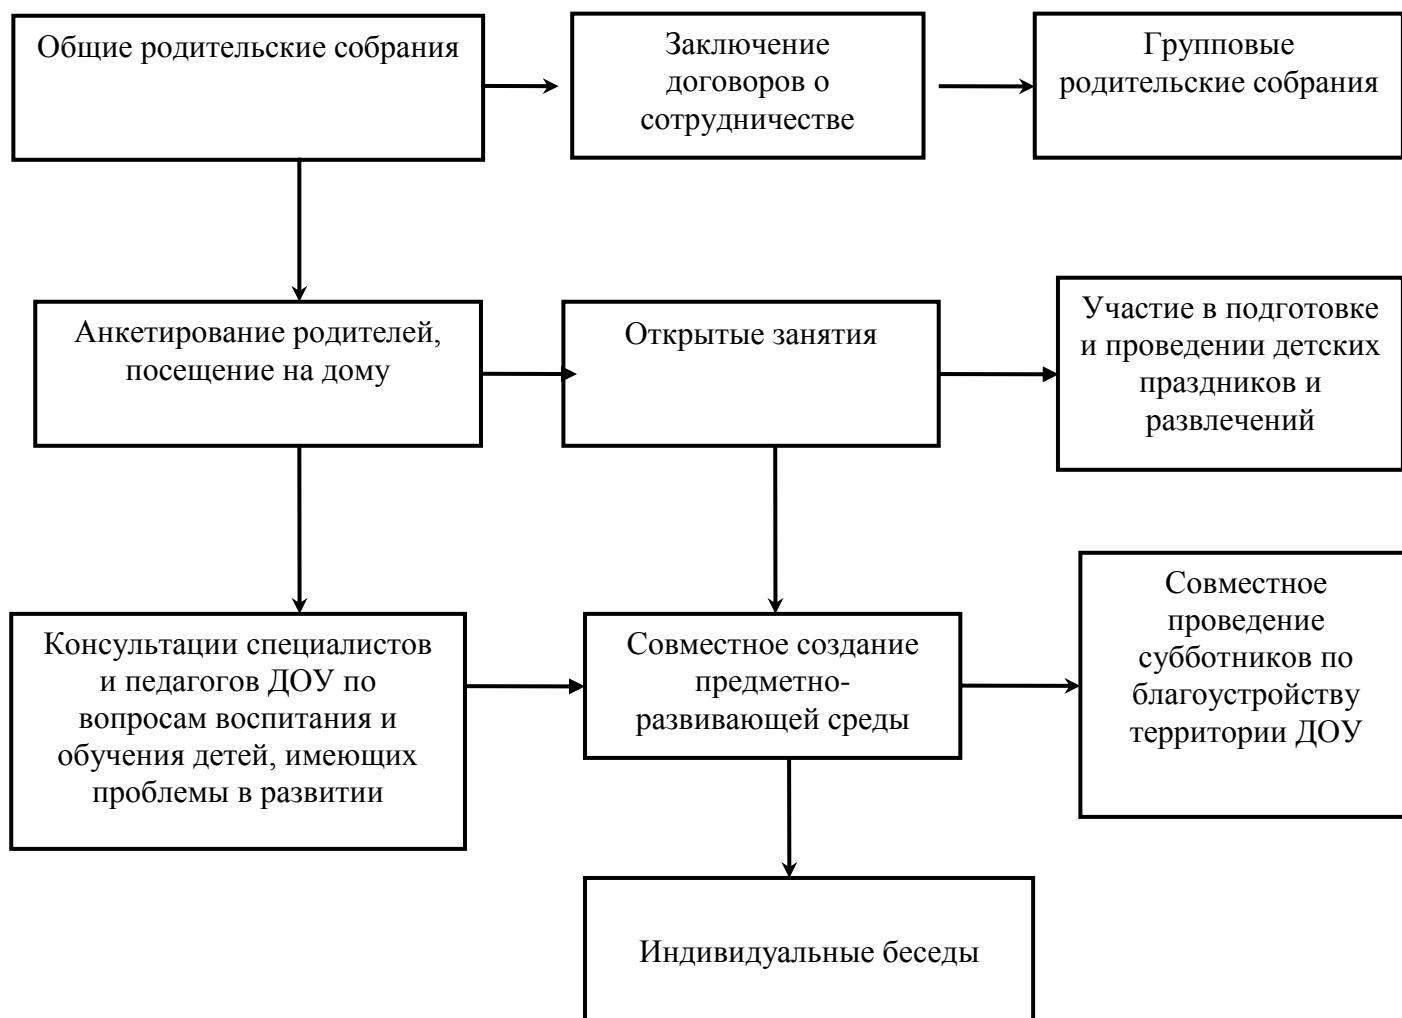 Общие родительские собрания
Заключение
договоров о
сотрудничестве
Групповые
родительские собрания
Анкетирование родителей,
посещение на дому
Открытые занятия
Участие в подготовке
и проведении детских
праздников и
развлечений
Консультации специалистов
и педагогов ДОУ по
вопросам воспитания и
обучения детей, имеющих
проблемы в развитии
Совместное создание
предметно-
развивающей среды
Совместное
проведение
субботников по
благоустройству
территории ДОУ
Индивидуальные беседы